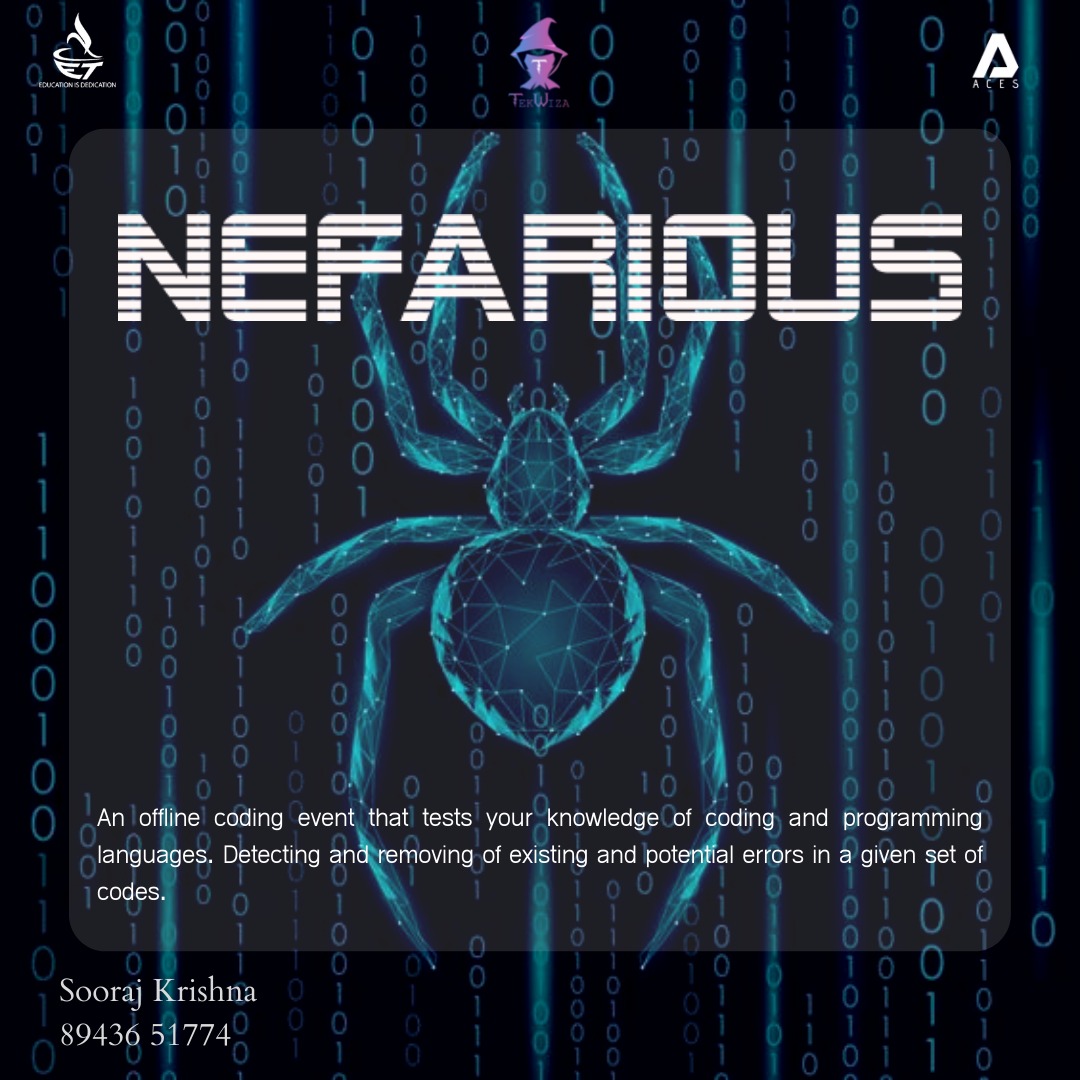 ET
EDUCATION IS DEDICATION
T
TEKWIZA
ACES
NEFARIOUS
An offline coding event that tests your knowledge of coding and programming
languages. Detecting and removing of existing and potential errors in a given set of
codes.
Sooraj Krishna
89436 51774